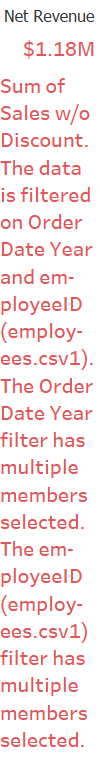 Net Revenue
$1.18M
Sum of
Sales w/o
Discount.
The data
is filtered
on Order
Date Year
and em-
ployeeID
(employ-
ees.csv1).
The Order
Date Year
filter has
multiple
members
selected.
The em-
ployeeID
(employ-
ees.csv1)
filter has
multiple
members
selected.